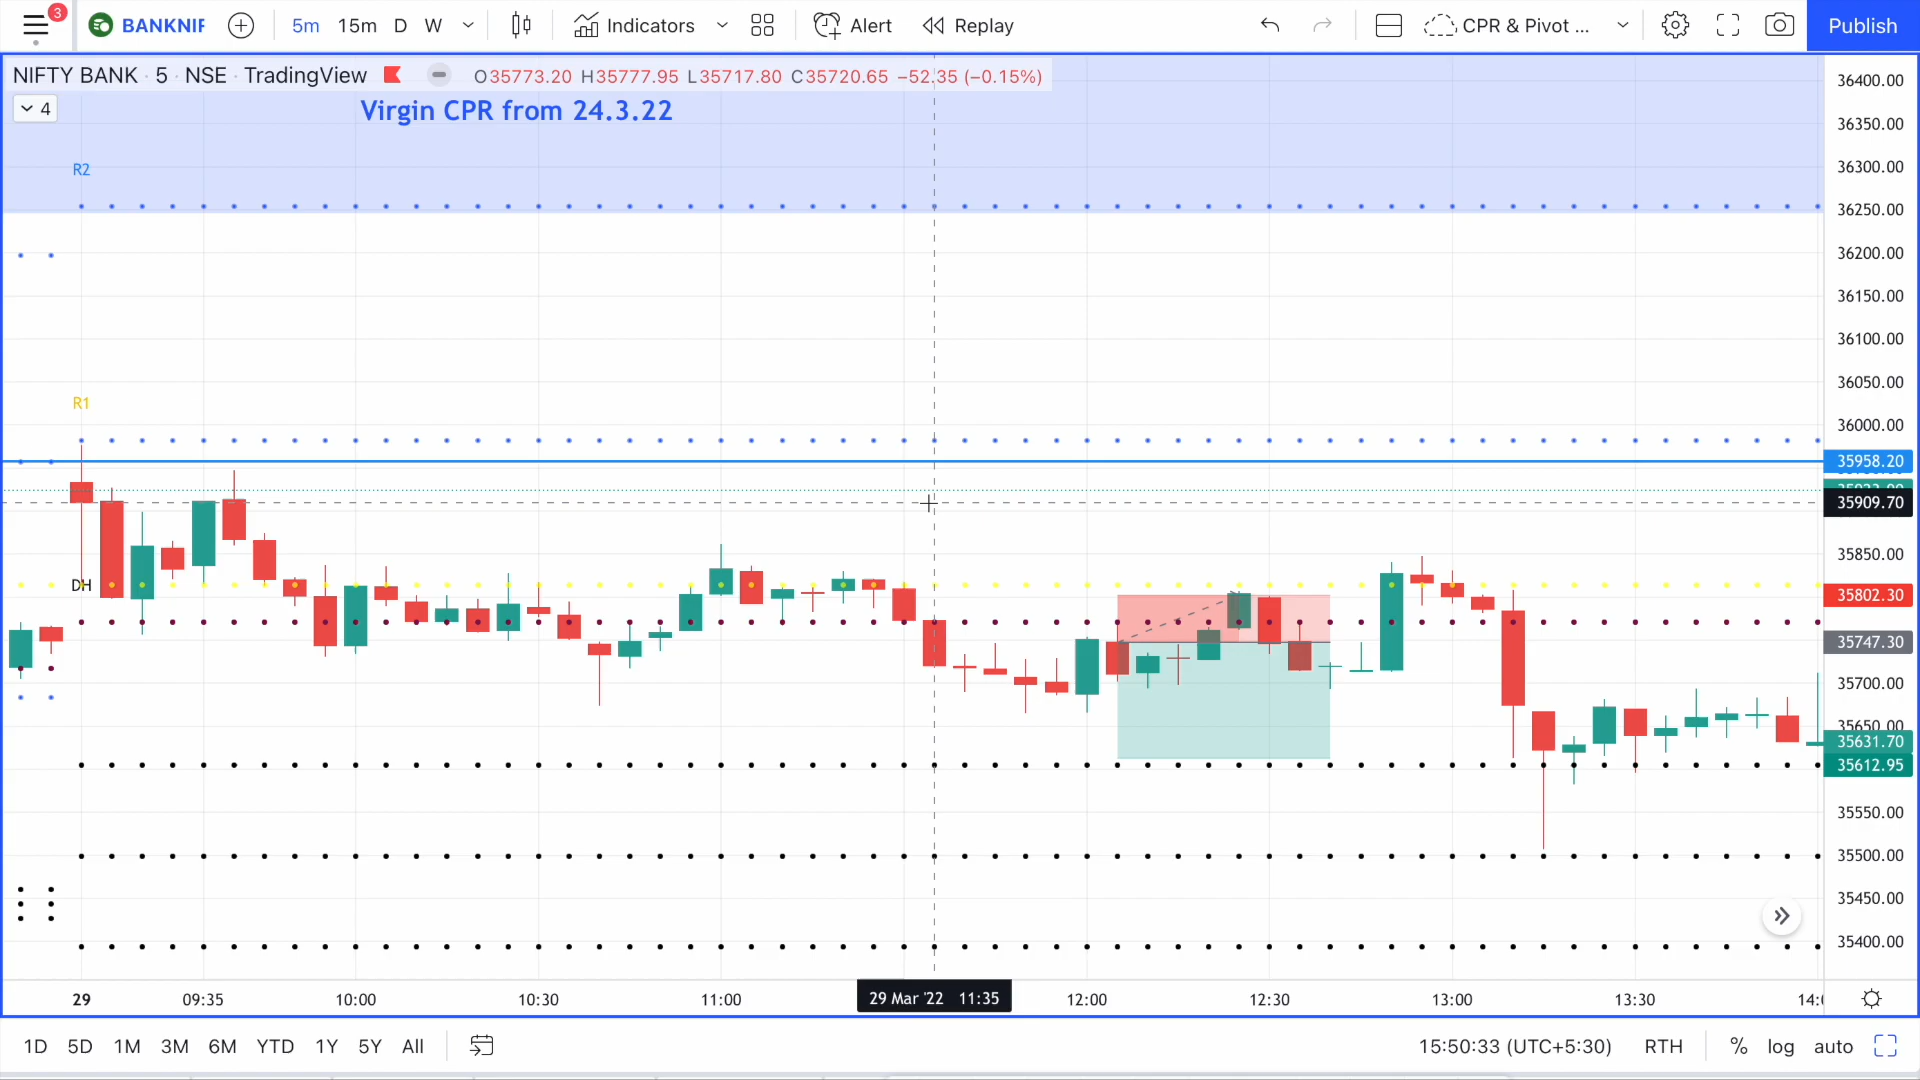 3 BANKNIF 5m 15m D W Indicators Alert Replay CPR & Pivot ... Publish
NIFTY BANK · 5 · NSE · TradingView O35773.20 H35777.95 L35717.80 C35720.65 −52.35 (−0.15%)
4
Virgin CPR from 24.3.22
R2
R1
DH
36400.00
36350.00
36300.00
36250.00
36200.00
36150.00
36100.00
36050.00
36000.00
35958.20
35909.70
35850.00
35802.30
35747.30
35700.00
35650.00
35631.70
35612.95
35550.00
35500.00
35450.00
35400.00
29 09:35 10:00 10:30 11:00 29 Mar '22 11:35 12:00 12:30 13:00 13:30
1D 5D 1M 3M 6M YTD 1Y 5Y All 15:50:33 (UTC+5:30) RTH % log auto